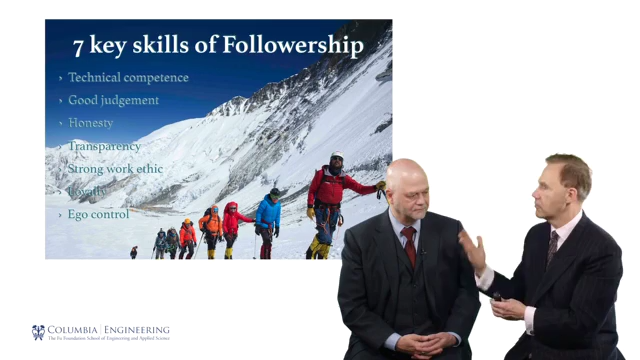 7 key skills of Followership
› Technical competence
› Good judgement
› Honesty
› Transparency
› Strong work ethic
› Loyalty
› Ego control
COLUMBIA | ENGINEERING
The Fu Foundation School of Engineering and Applied Science